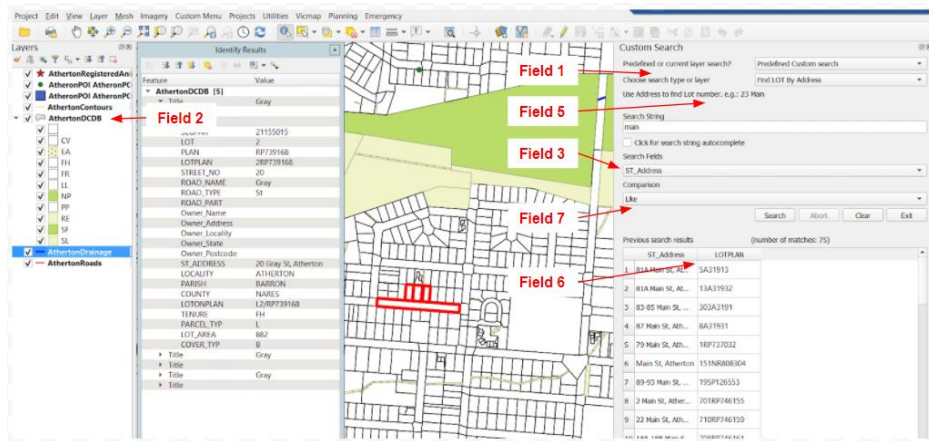 Project Edit View Layer Mesh Imagery Custom Menu Projects Utilities Vicmap Planning Emergency
Layers
AthertonRegisteredAni
AtheronPOI AtheronPC
AtheronPOI AtheronPC
AthertonContours
AthertonDCDB
CV
EA
FH
FR
LL
NP
PP
RE
SF
SL
AthertonDrainage
AthertonRoads
Field 2
Identify Results
Feature Value
AthertonDCDB [5]
Title Gray
21155015
LOT 2
PLAN RP739168
LOTPLAN 2RP739168
STREET_NO 20
ROAD_NAME Gray
ROAD_TYPE St
ROAD_PART
Owner_Name
Owner_Address
Owner_Locality
Owner_State
Owner_Postcode
ST_ADDRESS 20 Gray St, Atherton
LOCALITY ATHERTON
PARISH BARRON
COUNTY NARES
LOTONPLAN L2/RP739168
TENURE FH
PARCEL_TYP L
LOT_AREA 882
COVER_TYP B
Title Gray
Title
Title Gray
Title
Field 1
Field 5
Field 3
Field 7
Field 6
Custom Search
Predefined or current layer search? Predefined Custom search
Choose search type or layer Find LOT By Address
Use Address to find Lot number. e.g.: 23 Main
Search String
main
Click for search string autocomplete
Search Fields
ST_Address
Comparison
Like
Search Abort Clear Exit
Previous search results (number of matches: 75)
ST_Address LOTPLAN
1 81A Main St, At... 5A31913
2 81A Main St, At... 13A31932
3 83-85 Main St, ... 303A3191
4 87 Main St, Ath... 8A31931
5 79 Main St, Ath... 1RP737032
6 Main St, Atherton 151NR808304
7 89-93 Main St, ... 19SP126553
8 2 Main St, Ather... 701RP746155
9 22 Main St, Ath... 710RP746159